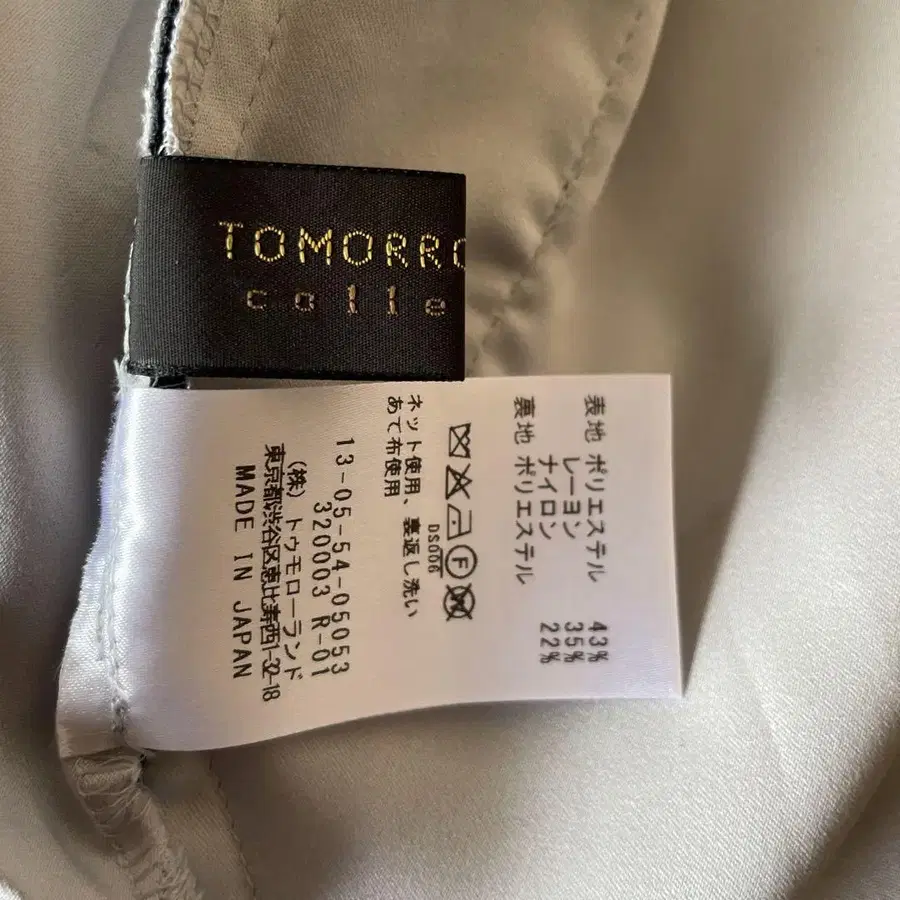 TOMORRO
colle
表地 ポリエステル 43%
レーヨン 35%
ナイロン 22%
裏地 ポリエステル
DS006
ネット使用、裏返し洗い
あて布使用
13-05-54-05053
320003 R-01
(株) トゥモローランド
東京都渋谷区恵比寿西1-32-18
MADE IN JAPAN